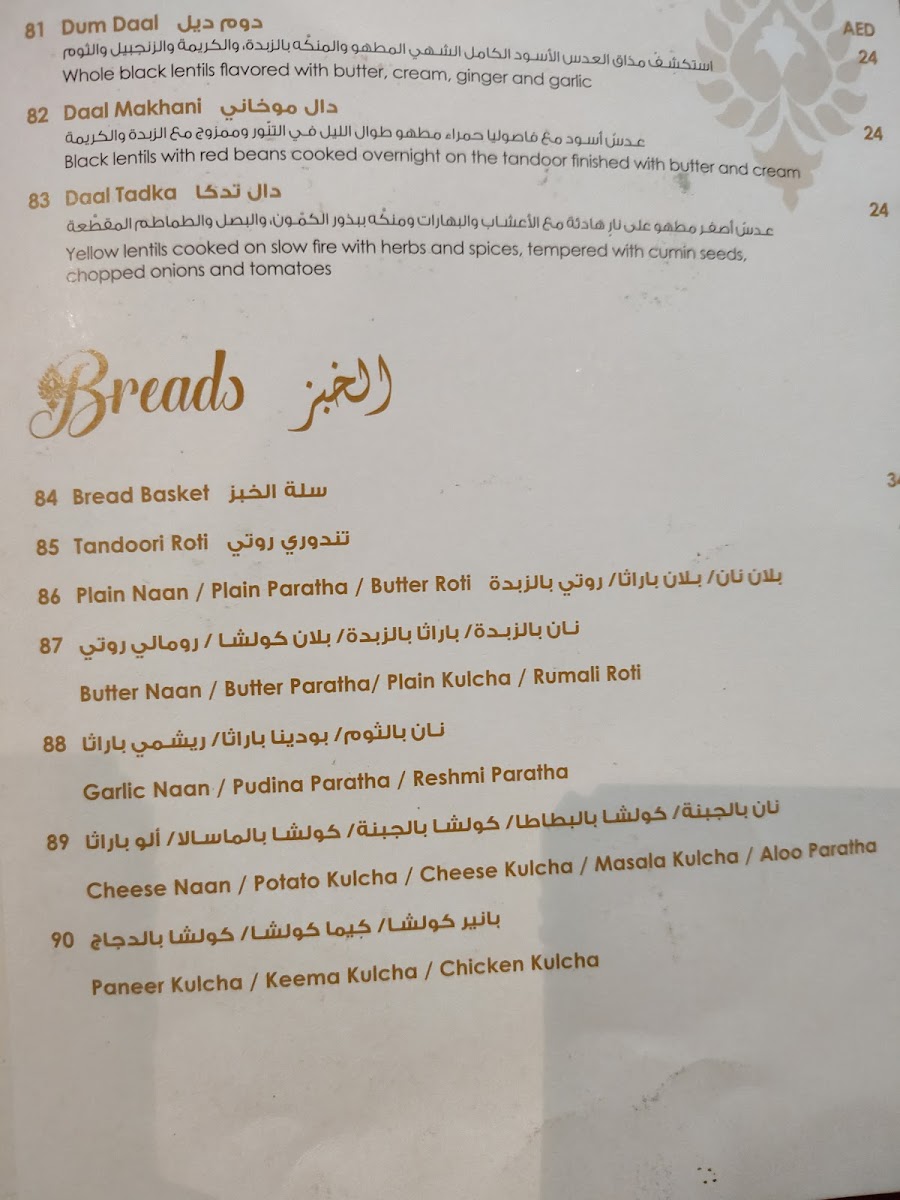 81 Dum Daal دوم ديل AED
استكشف مذاق العدس الأسود الكامل الشهي المطهو والمنكّه بالزبدة، والكريمة والزنجبيل والثوم 24
Whole black lentils flavored with butter, cream, ginger and garlic
82 Daal Makhani دال موخاني
عدس أسود مع فاصوليا حمراء مطهو طوال الليل في التنّور وممزوج مع الزبدة والكريمة 24
Black lentils with red beans cooked overnight on the tandoor finished with butter and cream
83 Daal Tadka دال تدكا
عدس أصفر مطهو على نار هادئة مع الأعشاب والبهارات ومنكّه ببذور الكمّون، والبصل والطماطم المقطّعة 24
Yellow lentils cooked on slow fire with herbs and spices, tempered with cumin seeds,
chopped onions and tomatoes
Breads الخبز
84 Bread Basket سلة الخبز
85 Tandoori Roti تندوري روتي
86 Plain Naan / Plain Paratha / Butter Roti بلان نان/ بلان باراثا/ روتي بالزبدة
87 نان بالزبدة/ باراثا بالزبدة/ بلان كولشا / رومالي روتي
Butter Naan / Butter Paratha/ Plain Kulcha / Rumali Roti
88 نان بالثوم/ بودينا باراثا/ ريشمي باراثا
Garlic Naan / Pudina Paratha / Reshmi Paratha
89 نان بالجبنة/ كولشا بالبطاطا/ كولشا بالجبنة/ كولشا بالماسالا/ ألو باراثا
Cheese Naan / Potato Kulcha / Cheese Kulcha / Masala Kulcha / Aloo Paratha
90 بانير كولشا/ كيما كولشا/ كولشا بالدجاج
Paneer Kulcha / Keema Kulcha / Chicken Kulcha